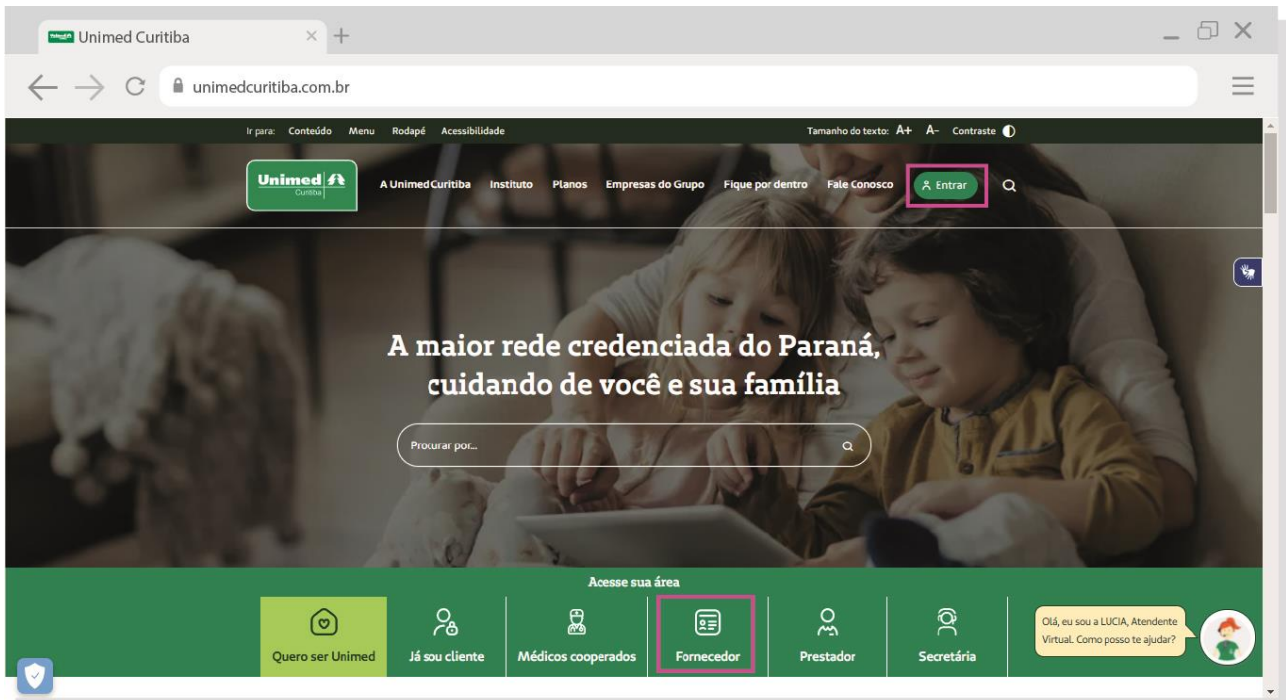 Unimed Curitiba
unimedcuritiba.com.br
Ir para: Conteúdo Menu Rodapé Acessibilidade Tamanho do texto: A+ A- Contraste
Unimed
Curitiba
A Unimed Curitiba Instituto Planos Empresas do Grupo Fique por dentro Fale Conosco Entrar
A maior rede credenciada do Paraná,
cuidando de você e sua família
Procurar por...
Acesse sua área
Quero ser Unimed Já sou cliente Médicos cooperados Fornecedor Prestador Secretária
Olá, eu sou a LUCIA, Atendente
Virtual. Como posso te ajudar?